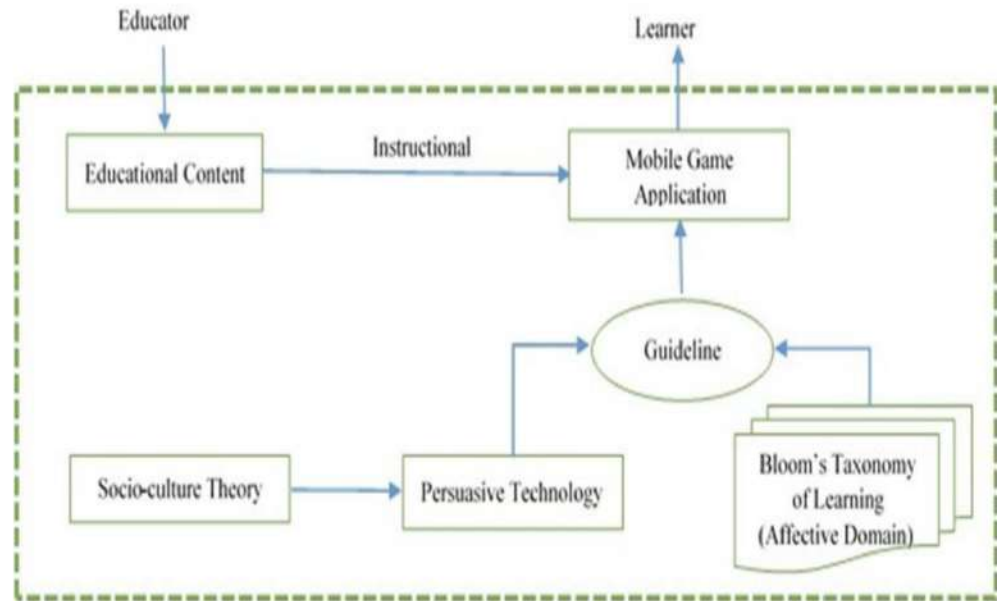 Educator
Learner
Educational Content
Instructional
Mobile Game
Application
Guideline
Socio-culture Theory
Persuasive Technology
Bloom's Taxonomy
of Learning
(Affective Domain)